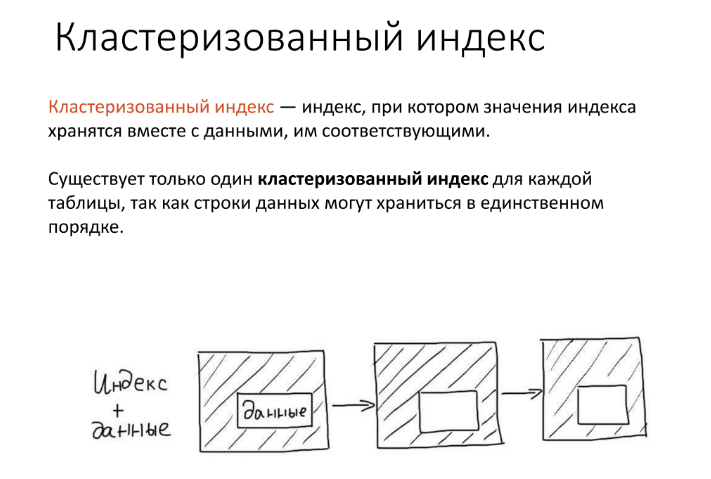 Кластеризованный индекс
Кластеризованный индекс — индекс, при котором значения индекса
хранятся вместе с данными, им соответствующими.
Существует только один кластеризованный индекс для каждой
таблицы, так как строки данных могут храниться в единственном
порядке.
Индекс
+
данные
данные